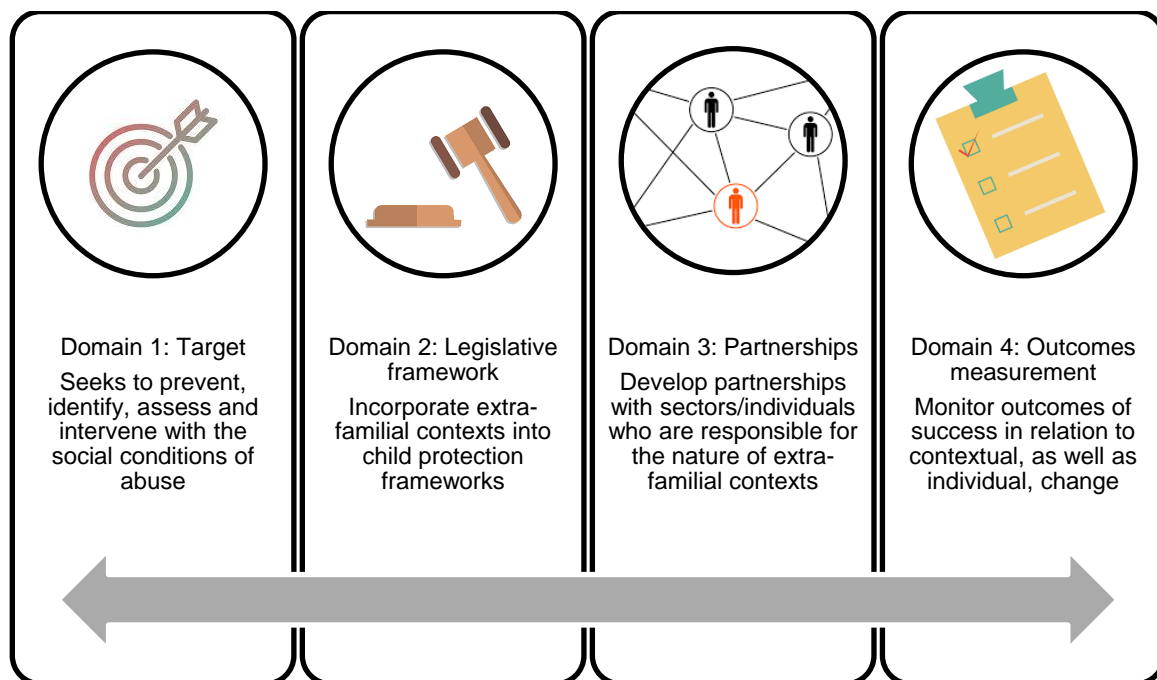 Domain 1: Target
Seeks to prevent,
identify, assess and
intervene with the
social conditions of
abuse
Domain 2: Legislative
framework
Incorporate extra-
familial contexts into
child protection
frameworks
Domain 3: Partnerships
Develop partnerships
with sectors/individuals
who are responsible for
the nature of extra-
familial contexts
Domain 4: Outcomes
measurement
Monitor outcomes of
success in relation to
contextual, as well as
individual, change